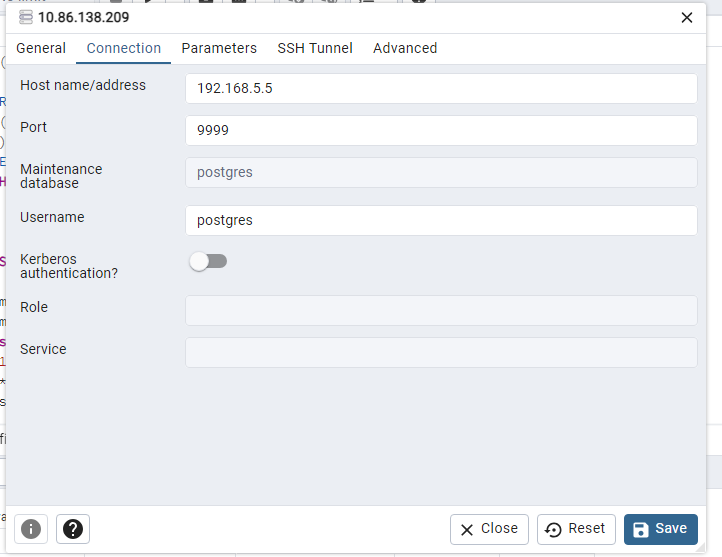 10.86.138.209
General Connection Parameters SSH Tunnel Advanced
Host name/address 192.168.5.5
Port 9999
Maintenance
database postgres
Username postgres
Kerberos
authentication?
Role
Service
Close Reset Save